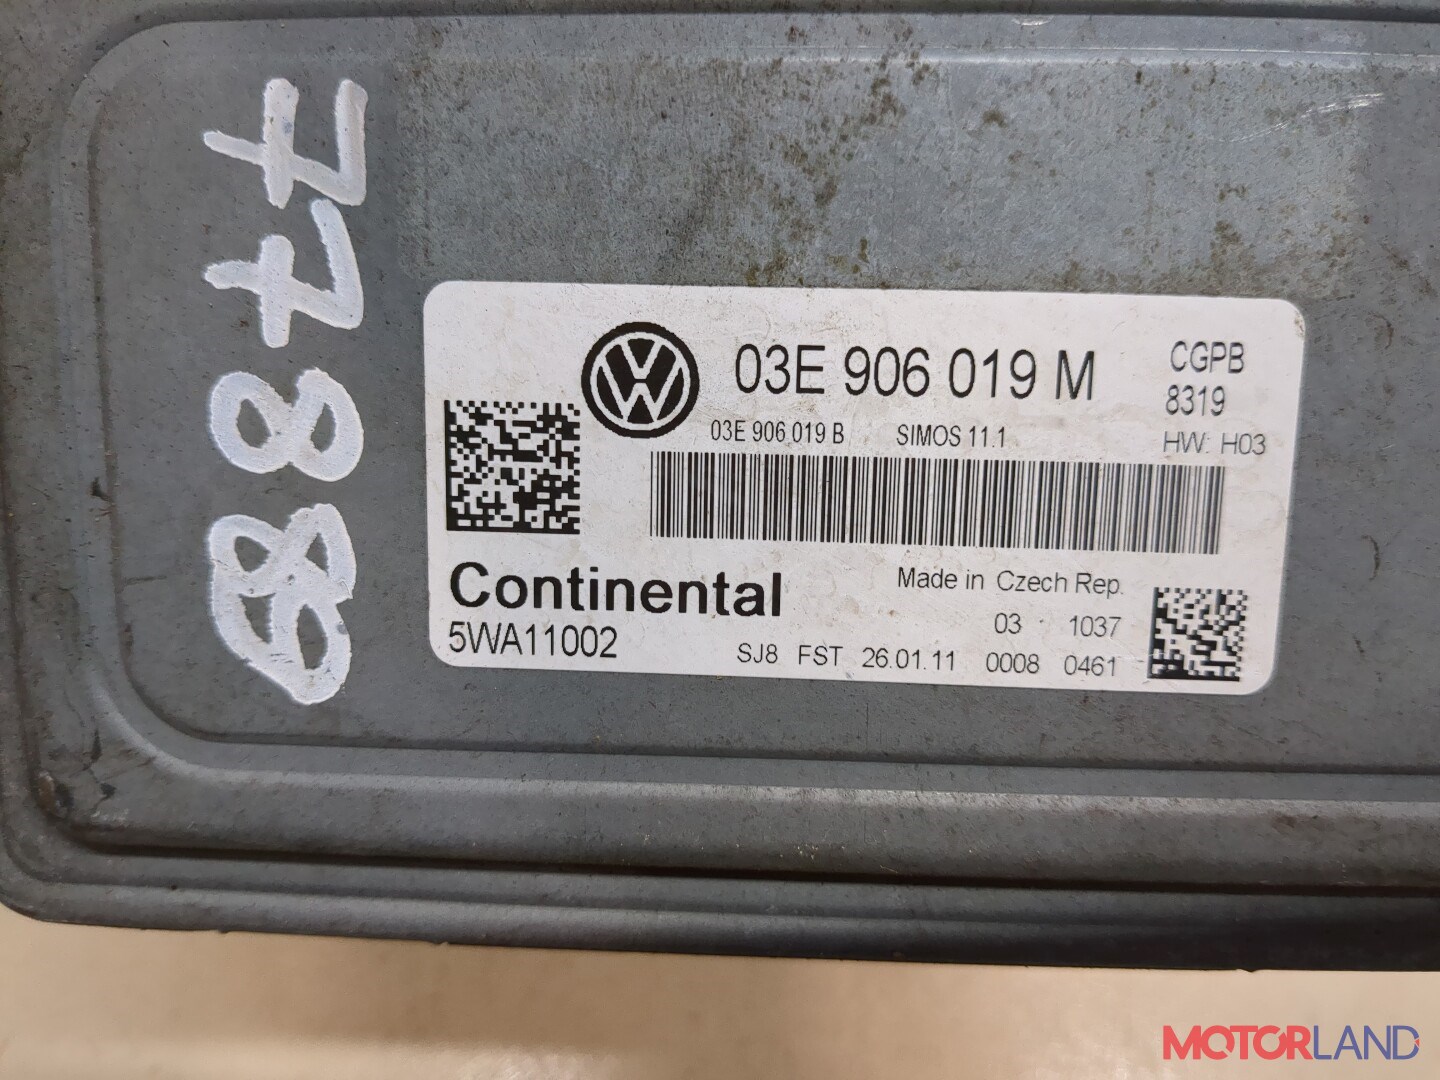 8877
03E 906 019 M
CGPB
8319
03E 906 019 B SIMOS 11.1
HW: H03
Continental
5WA11002
Made in Czech Rep.
03 1037
SJ8 FST 26.01.11 0008 0461
MOTORLAND